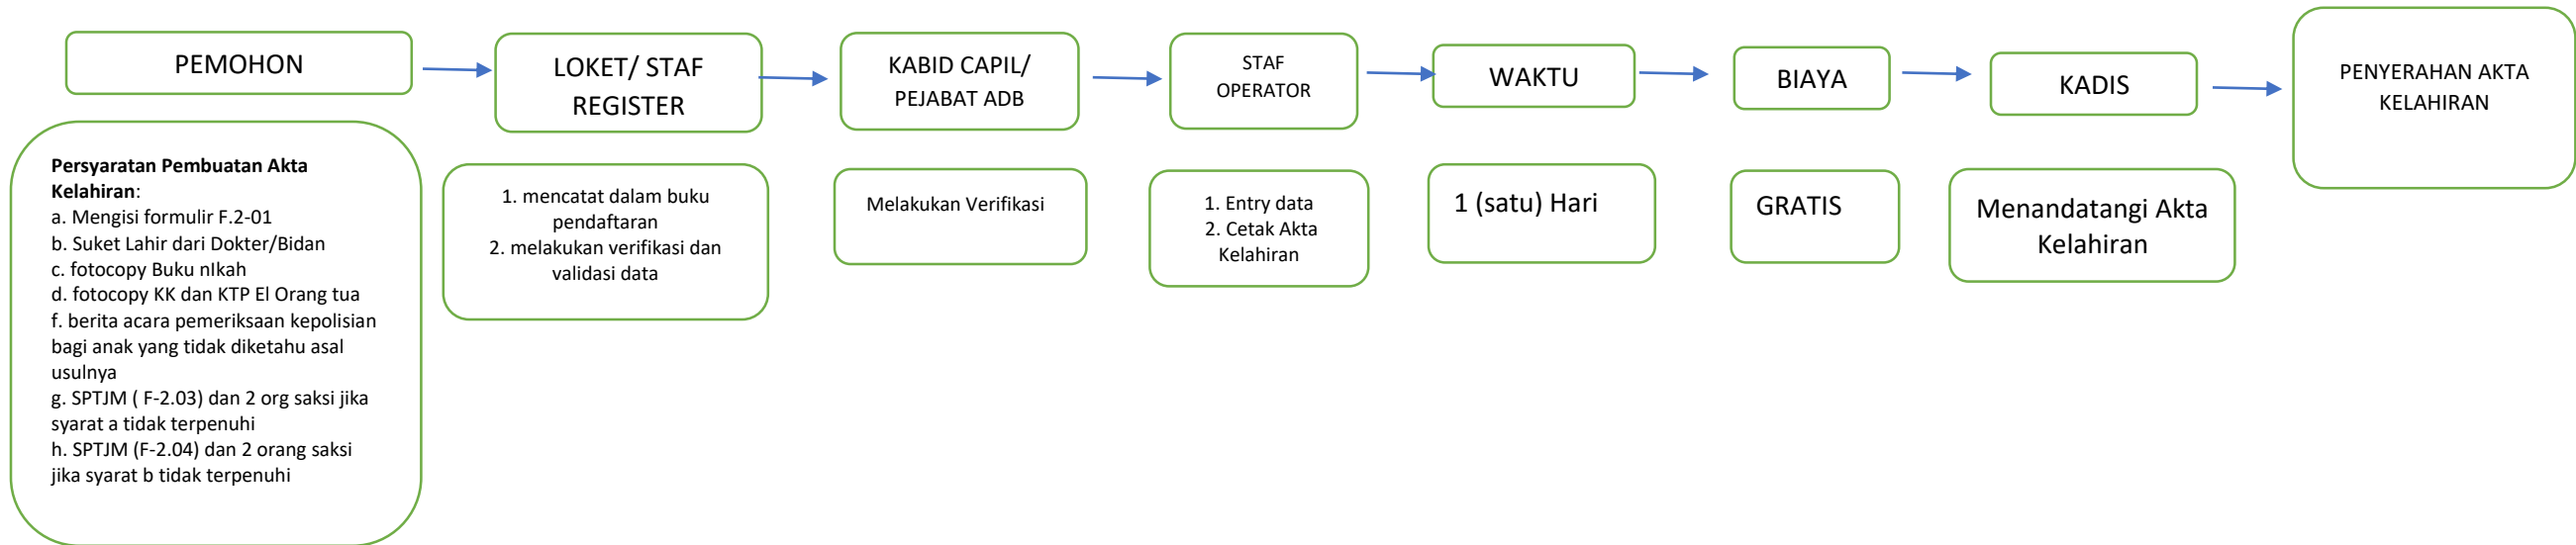 PEMOHON
LOKET/ STAF
REGISTER
KABID CAPIL/
PEJABAT ADB
STAF
OPERATOR
WAKTU
BIAYA
KADIS
PENYERAHAN AKTA
KELAHIRAN
Persyaratan Pembuatan Akta
Kelahiran:
a. Mengisi formulir F.2-01
b. Suket Lahir dari Dokter/Bidan
c. fotocopy Buku nIkah
d. fotocopy KK dan KTP El Orang tua
f. berita acara pemeriksaan kepolisian
bagi anak yang tidak diketahu asal
usulnya
g. SPTJM ( F-2.03) dan 2 org saksi jika
syarat a tidak terpenuhi
h. SPTJM (F-2.04) dan 2 orang saksi
jika syarat b tidak terpenuhi
1. mencatat dalam buku
pendaftaran
2. melakukan verifikasi dan
validasi data
Melakukan Verifikasi
1. Entry data
2. Cetak Akta
Kelahiran
1 (satu) Hari
GRATIS
Menandatangi Akta
Kelahiran